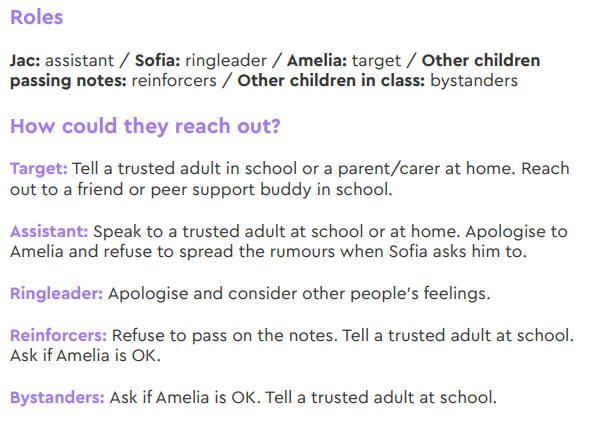 Roles
Jac: assistant / Sofia: ringleader / Amelia: target / Other children
passing notes: reinforcers / Other children in class: bystanders
How could they reach out?
Target: Tell a trusted adult in school or a parent/carer at home. Reach
out to a friend or peer support buddy in school.
Assistant: Speak to a trusted adult at school or at home. Apologise to
Amelia and refuse to spread the rumours when Sofia asks him to.
Ringleader: Apologise and consider other people's feelings.
Reinforcers: Refuse to pass on the notes. Tell a trusted adult at school.
Ask if Amelia is OK.
Bystanders: Ask if Amelia is OK. Tell a trusted adult at school.